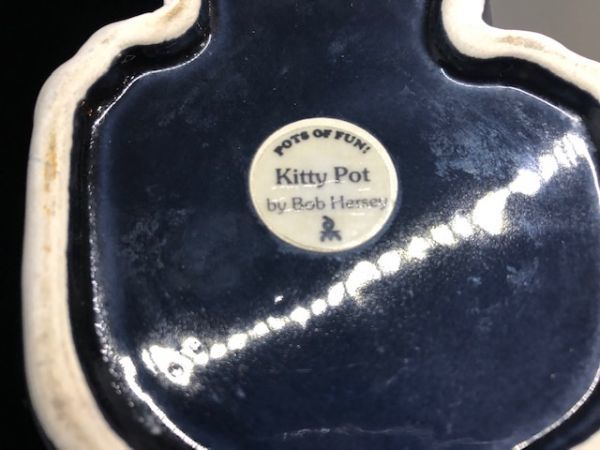 POTS OF FUN!
Kitty Pot
by Bob Hersey